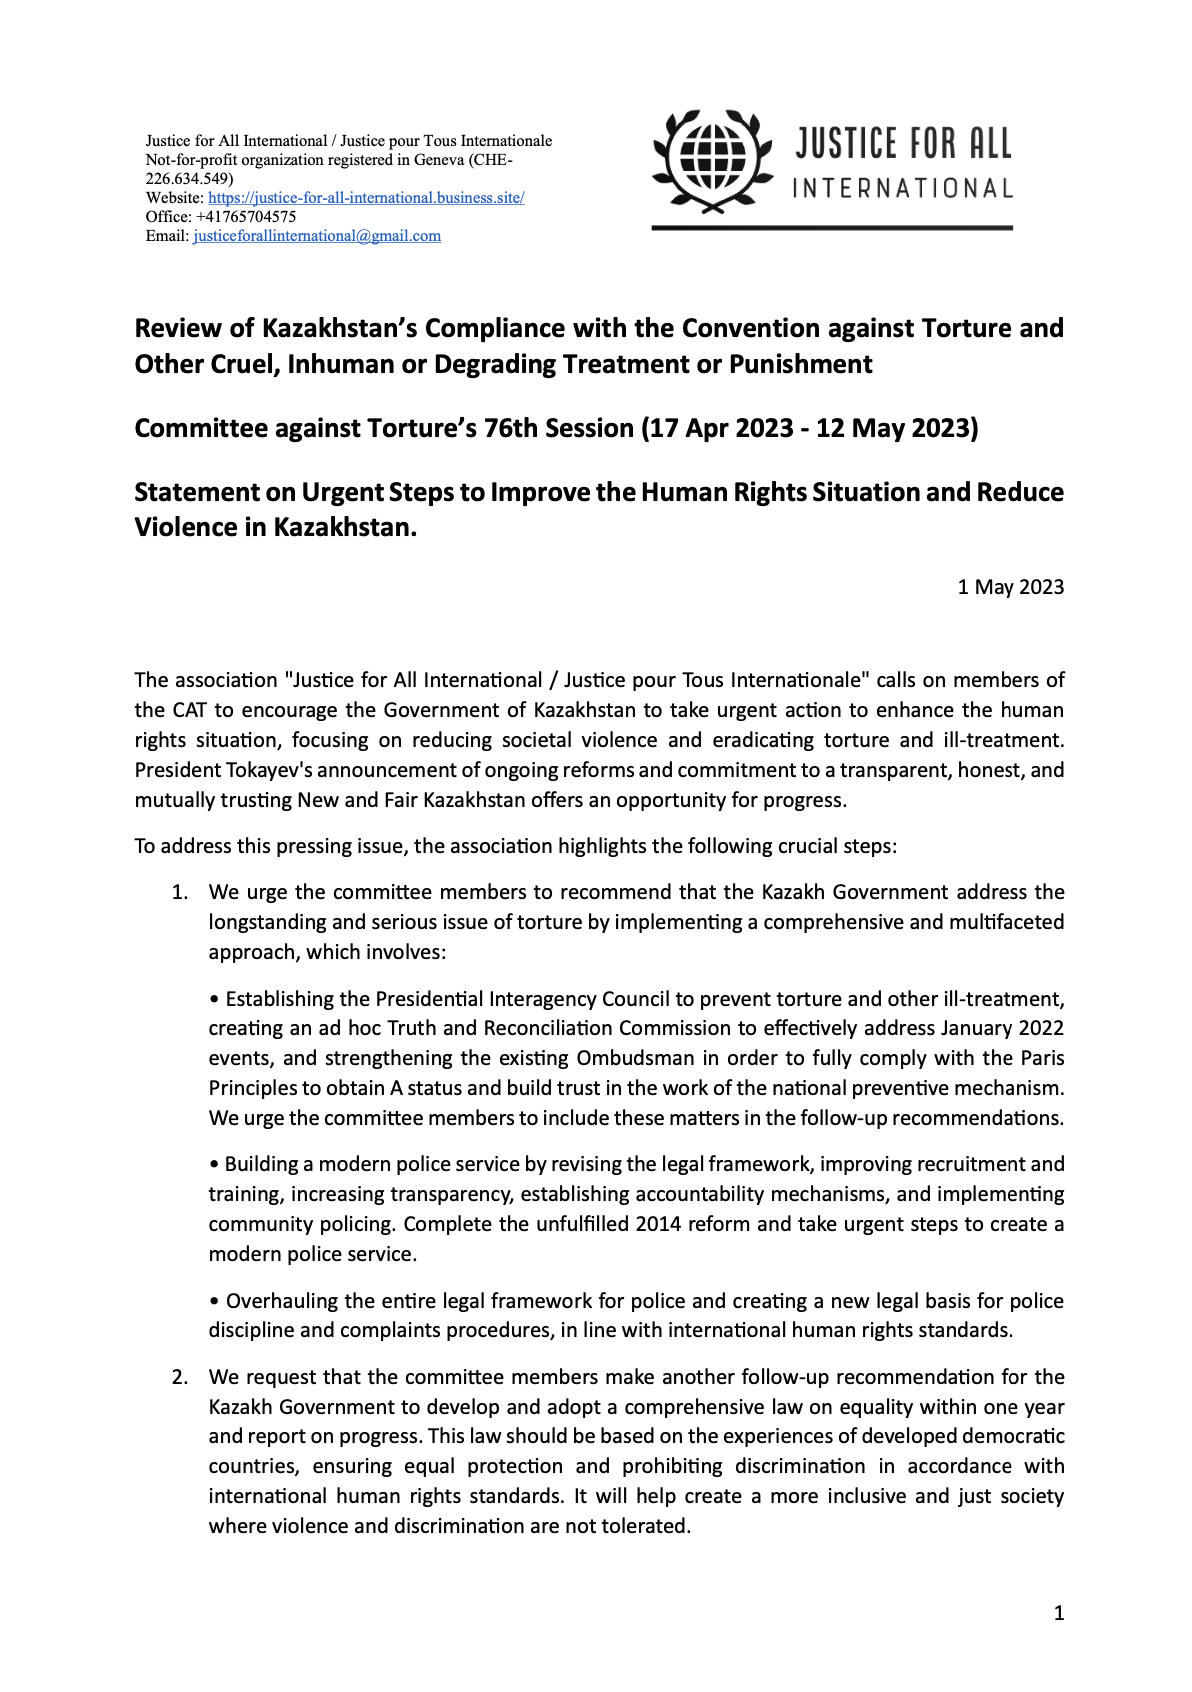 Justice for All International / Justice pour Tous Internationale
Not-for-profit organization registered in Geneva (CHE-
226.634.549)
Website: https://justice-for-all-international.business.site/
Office: +41765704575
Email: justiceforallinternational@gmail.com
JUSTICE FOR ALL
INTERNATIONAL
Review of Kazakhstan’s Compliance with the Convention against Torture and
Other Cruel, Inhuman or Degrading Treatment or Punishment
Committee against Torture’s 76th Session (17 Apr 2023 - 12 May 2023)
Statement on Urgent Steps to Improve the Human Rights Situation and Reduce
Violence in Kazakhstan.
1 May 2023
The association "Justice for All International / Justice pour Tous Internationale" calls on members of
the CAT to encourage the Government of Kazakhstan to take urgent action to enhance the human
rights situation, focusing on reducing societal violence and eradicating torture and ill-treatment.
President Tokayev's announcement of ongoing reforms and commitment to a transparent, honest, and
mutually trusting New and Fair Kazakhstan offers an opportunity for progress.
To address this pressing issue, the association highlights the following crucial steps:
1. We urge the committee members to recommend that the Kazakh Government address the
longstanding and serious issue of torture by implementing a comprehensive and multifaceted
approach, which involves:
• Establishing the Presidential Interagency Council to prevent torture and other ill-treatment,
creating an ad hoc Truth and Reconciliation Commission to effectively address January 2022
events, and strengthening the existing Ombudsman in order to fully comply with the Paris
Principles to obtain A status and build trust in the work of the national preventive mechanism.
We urge the committee members to include these matters in the follow-up recommendations.
• Building a modern police service by revising the legal framework, improving recruitment and
training, increasing transparency, establishing accountability mechanisms, and implementing
community policing. Complete the unfulfilled 2014 reform and take urgent steps to create a
modern police service.
• Overhauling the entire legal framework for police and creating a new legal basis for police
discipline and complaints procedures, in line with international human rights standards.
2. We request that the committee members make another follow-up recommendation for the
Kazakh Government to develop and adopt a comprehensive law on equality within one year
and report on progress. This law should be based on the experiences of developed democratic
countries, ensuring equal protection and prohibiting discrimination in accordance with
international human rights standards. It will help create a more inclusive and just society
where violence and discrimination are not tolerated.
1